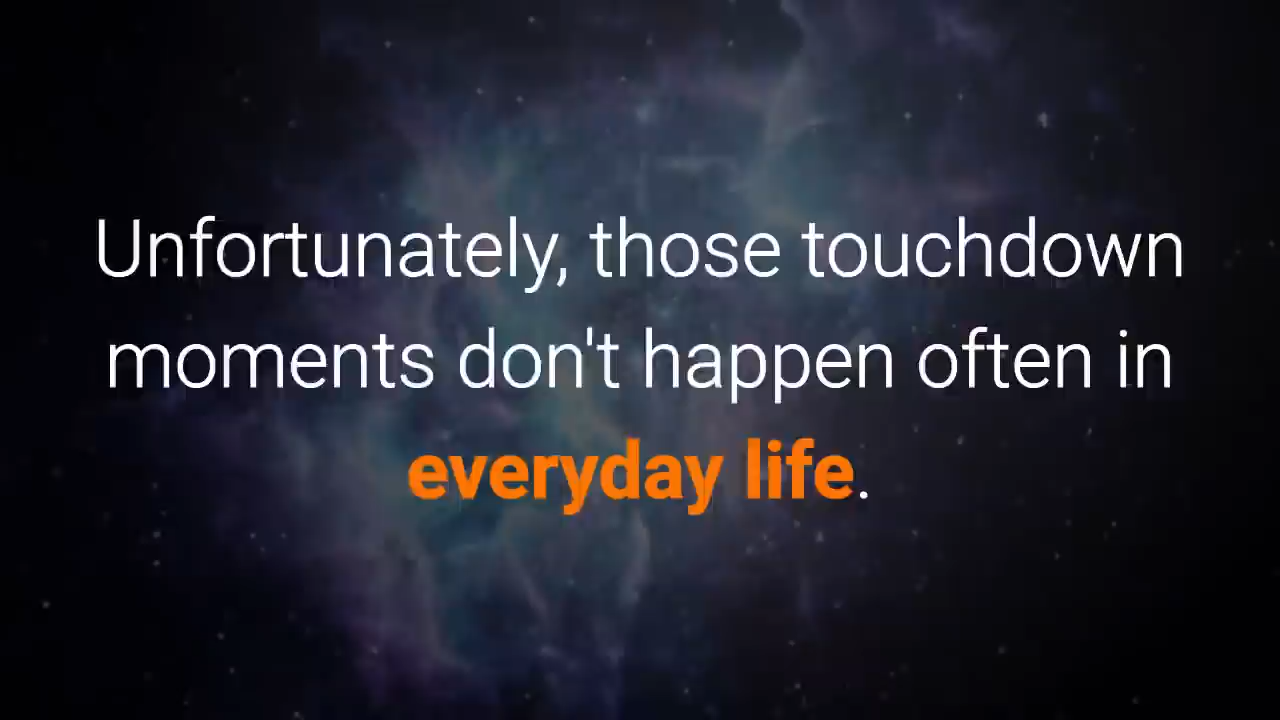 Unfortunately, those touchdown
moments don't happen often in
everyday life.